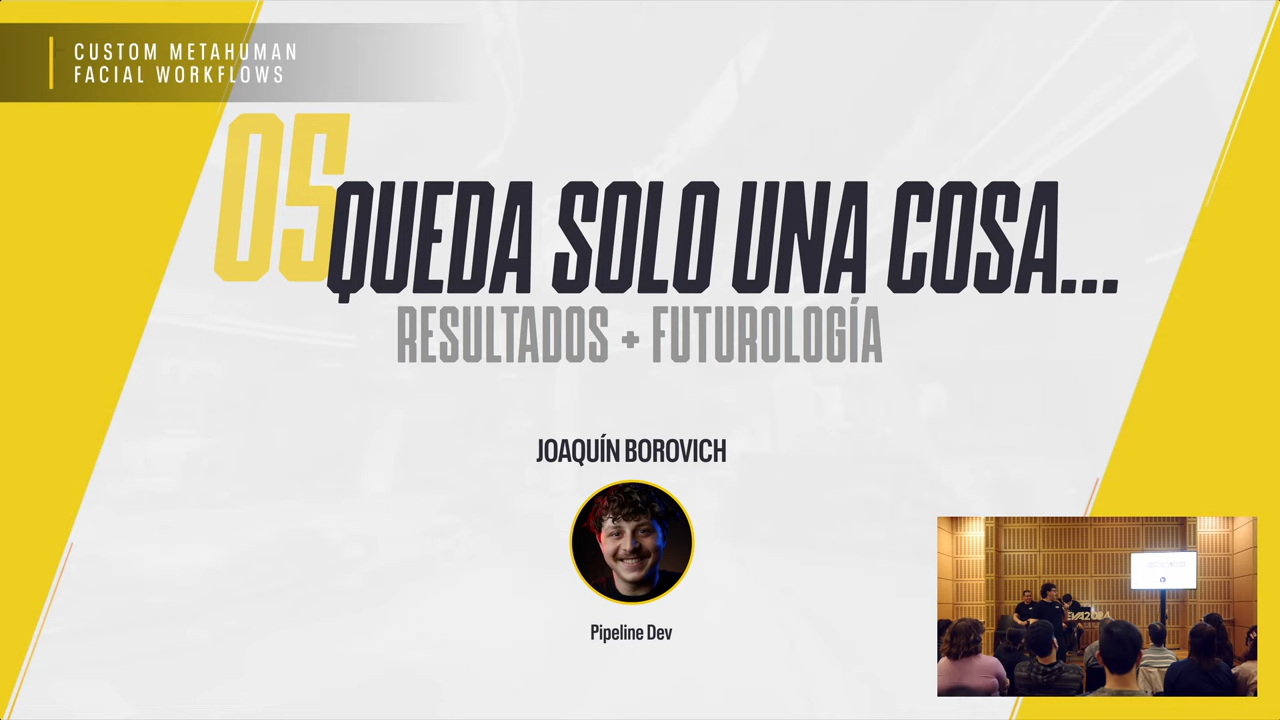 CUSTOM METAHUMAN
FACIAL WORKFLOWS
05
QUEDA SOLO UNA COSA...
RESULTADOS + FUTUROLOGÍA
JOAQUÍN BOROVICH
Pipeline Dev